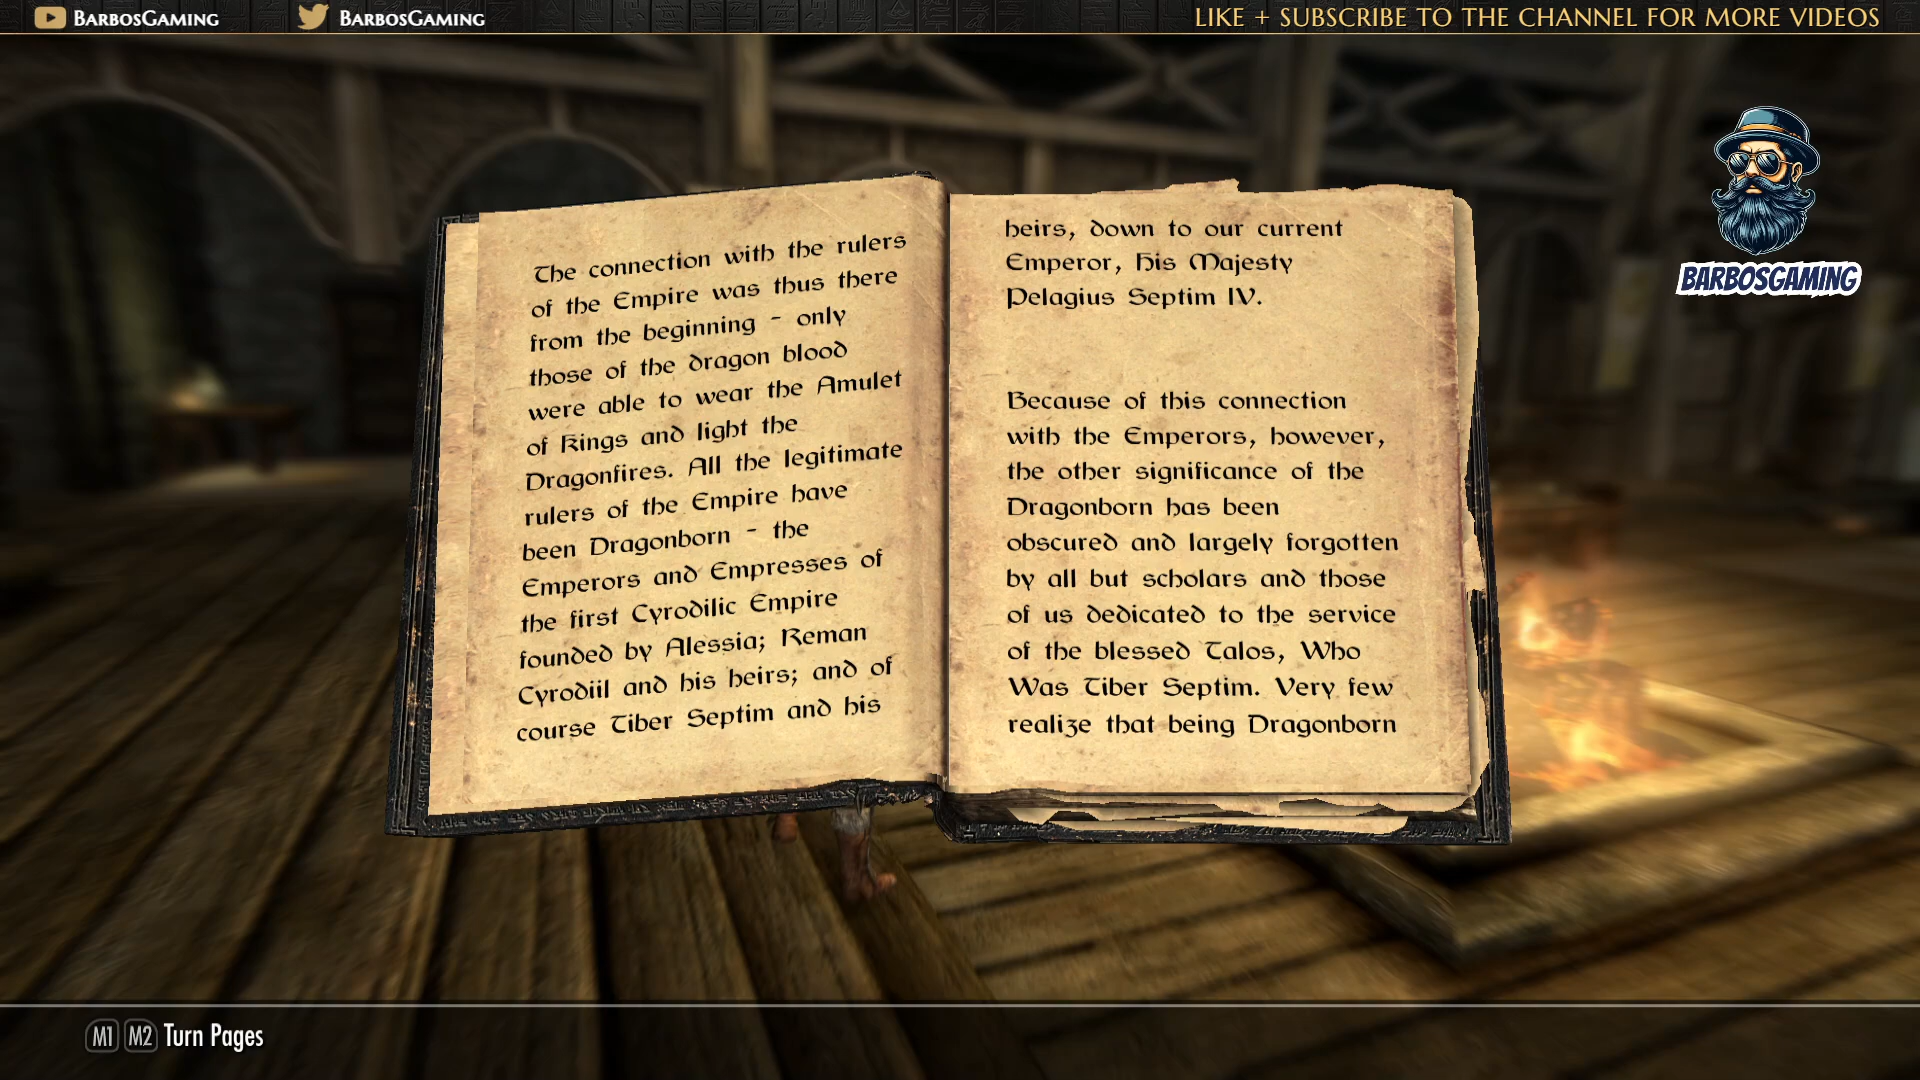 BARBOSGAMING
BARBOSGAMING
LIKE + SUBSCRIBE TO THE CHANNEL FOR MORE VIDEOS
BARBOSGAMING
The connection with the rulers
of the Empire was thus there
from the beginning - only
those of the dragon blood
were able to wear the Amulet
of Kings and light the
Dragonfires. All the legitimate
rulers of the Empire have
been Dragonborn - the
Emperors and Empresses of
the first Cyrodilic Empire
founded by Alessia; Reman
Cyrodiil and his heirs; and of
course Tiber Septim and his
heirs, down to our current
Emperor, His Majesty
Pelagius Septim IV.
Because of this connection
with the Emperors, however,
the other significance of the
Dragonborn has been
obscured and largely forgotten
by all but scholars and those
of us dedicated to the service
of the blessed Talos, Who
Was Tiber Septim. Very few
realize that being Dragonborn
M1 M2 Turn Pages